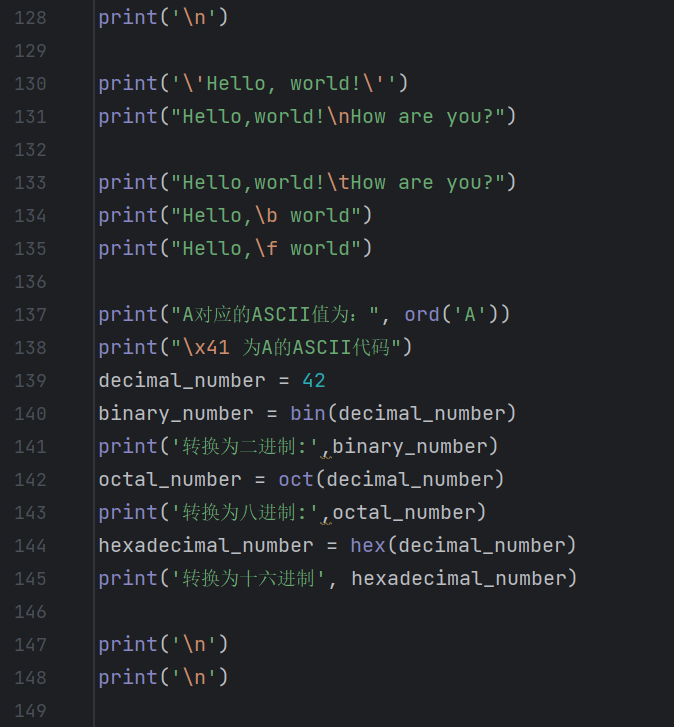 128 print('\n')
129
130 print('\'Hello, world!\'')
131 print("Hello,world!\nHow are you?")
132
133 print("Hello,world!\tHow are you?")
134 print("Hello,\b world")
135 print("Hello,\f world")
136
137 print("A对应的ASCII值为：", ord('A'))
138 print("\x41 为A的ASCII代码")
139 decimal_number = 42
140 binary_number = bin(decimal_number)
141 print('转换为二进制:',binary_number)
142 octal_number = oct(decimal_number)
143 print('转换为八进制:',octal_number)
144 hexadecimal_number = hex(decimal_number)
145 print('转换为十六进制', hexadecimal_number)
146
147 print('\n')
148 print('\n')
149